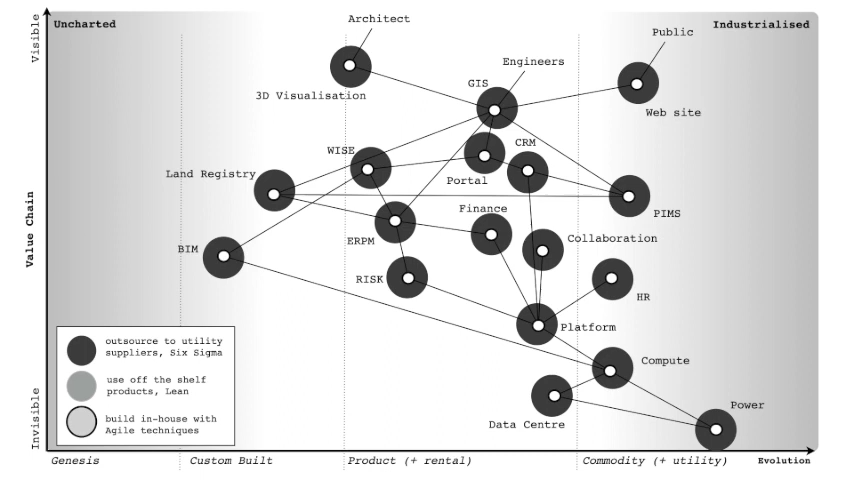 Architect
Visible
Uncharted
Industrialised
Public
Engineers
GIS
3D Visualisation
Web site
CRM
WISE
Land Registry
Portal
Finance
PIMS
Value Chain
ERPM
Collaboration
BIM
RISK
HR
Platform
outsource to utility
suppliers, Six Sigma
Compute
use off the shelf
products, Lean
Power
build in-house with
Agile techniques
Data Centre
Invisible
Genesis
Custom Built
Product (+ rental)
Commodity (+ utility)
Evolution